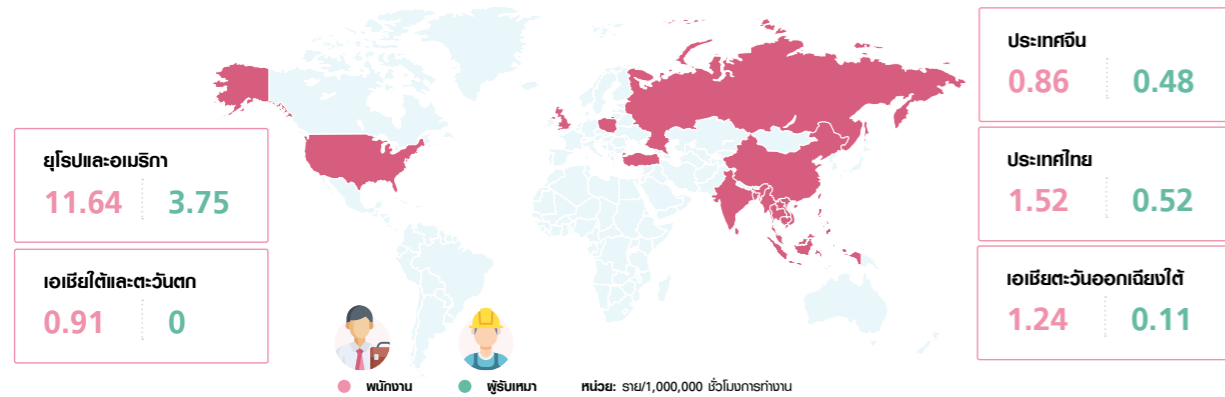 ยุโรปและอเมริกา
11.64 3.75
เอเชียใต้และตะวันตก
0.91 0
ประเทศจีน
0.86 0.48
ประเทศไทย
1.52 0.52
เอเชียตะวันออกเฉียงใต้
1.24 0.11
พนักงาน ผู้รับเหมา หน่วย: ราย/1,000,000 ชั่วโมงการทำงาน